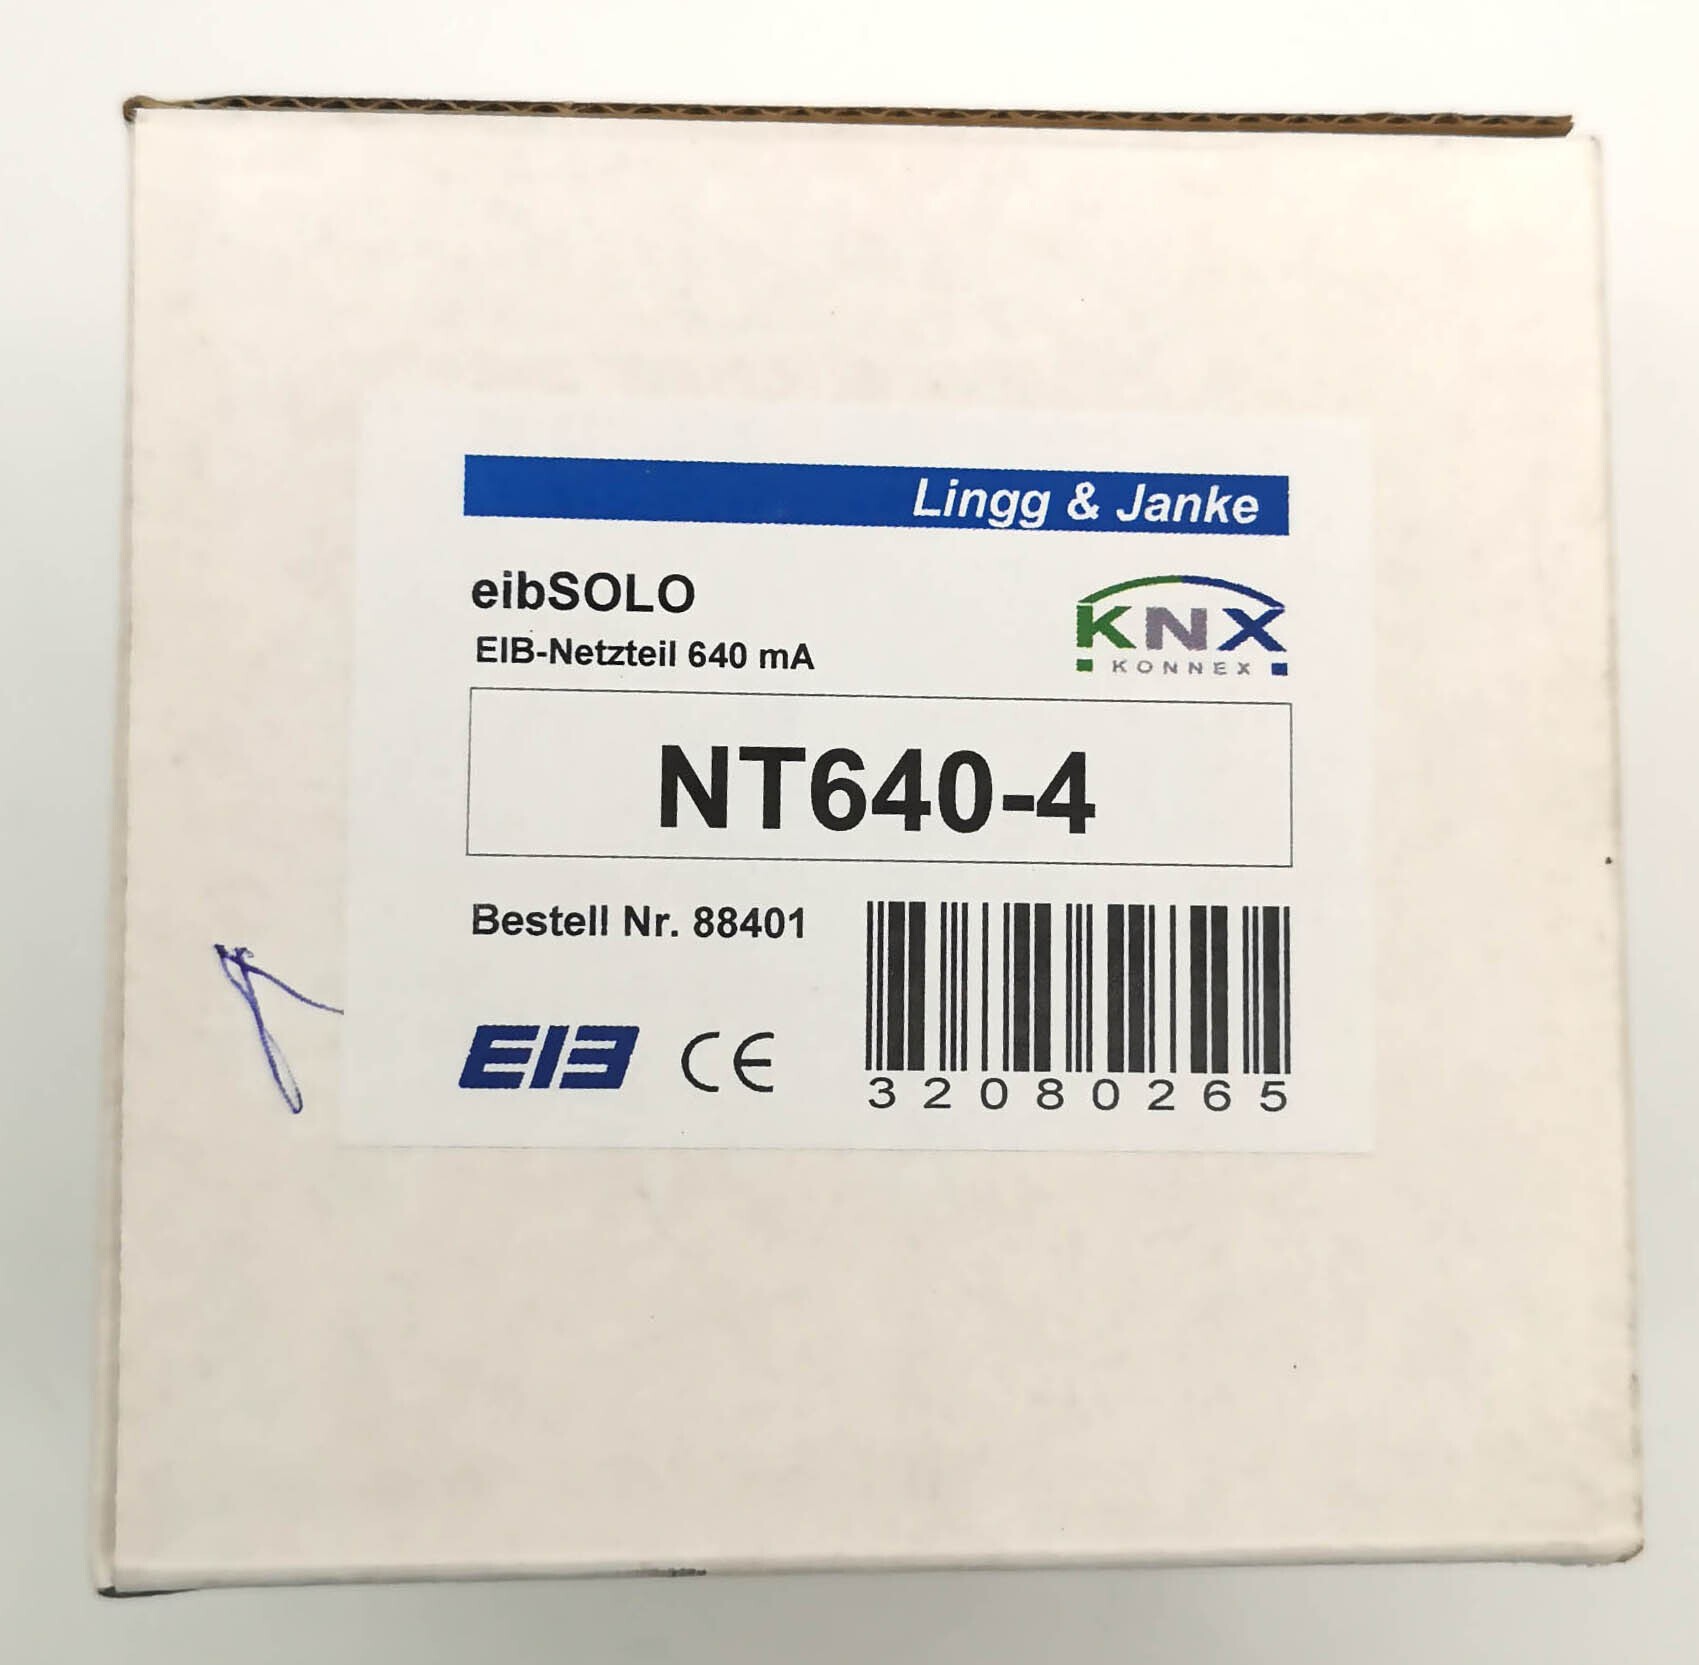 Lingg & Janke
eibSOLO
EIB-Netzteil 640 mA
KNX
KONNEX
NT640-4
Bestell Nr. 88401
EIB CE
32080265